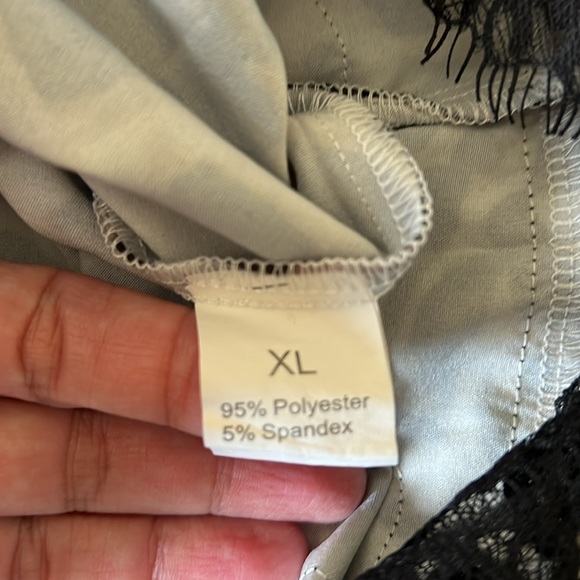 XL
95% Polyester
5% Spandex